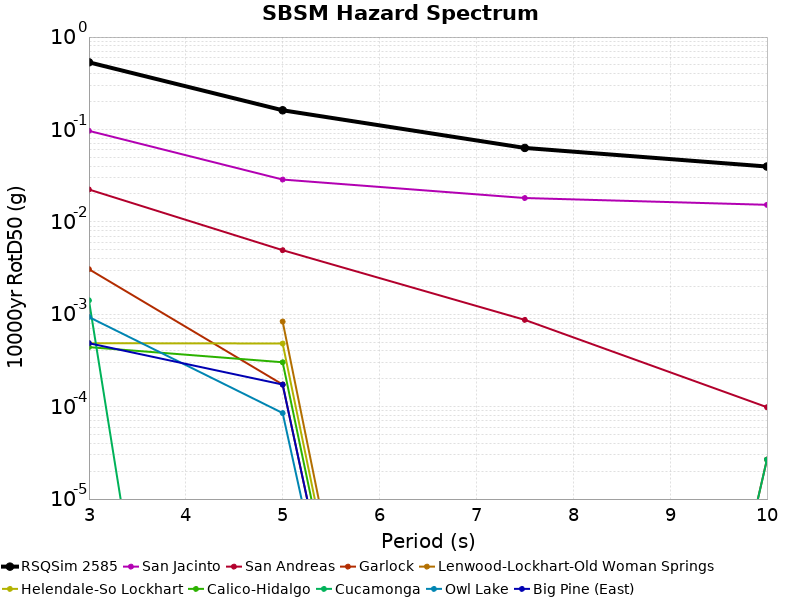 SBSM Hazard Spectrum
10000yr RotD50 (g)
10^0
10^-1
10^-2
10^-3
10^-4
10^-5
3 4 5 6 7 8 9 10
Period (s)
RSQSim 2585 San Jacinto San Andreas Garlock Lenwood-Lockhart-Old Woman Springs
Helendale-So Lockhart Calico-Hidalgo Cucamonga Owl Lake Big Pine (East)